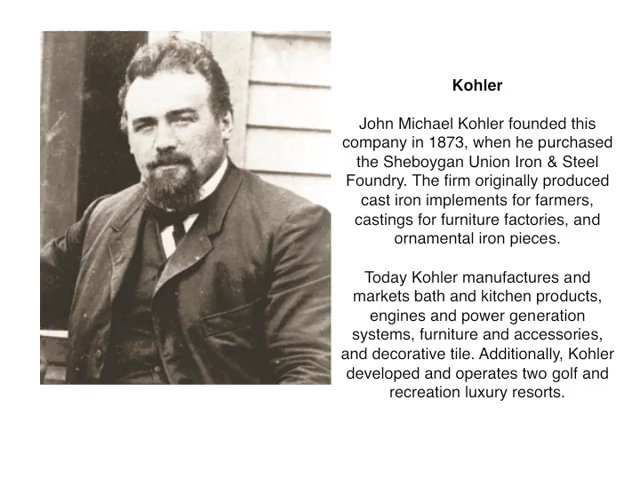 Kohler
John Michael Kohler founded this
company in 1873, when he purchased
the Sheboygan Union Iron & Steel
Foundry. The firm originally produced
cast iron implements for farmers,
castings for furniture factories, and
ornamental iron pieces.
Today Kohler manufactures and
markets bath and kitchen products,
engines and power generation
systems, furniture and accessories,
and decorative tile. Additionally, Kohler
developed and operates two golf and
recreation luxury resorts.